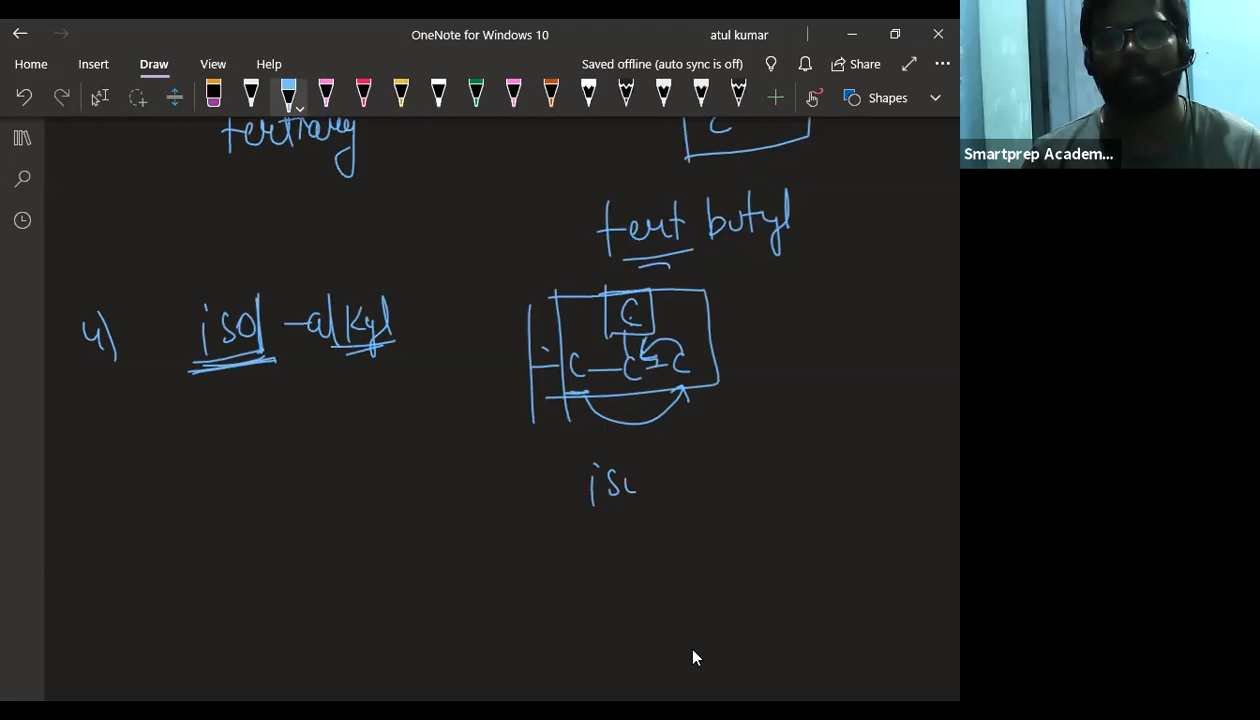 OneNote for Windows 10
atul kumar
Home Insert Draw View Help
Saved offline (auto sync is off)
Share
Shapes
Smartprep Academ...
tertiary
C
tert butyl
4) iso -alkyl
C
C — C — C